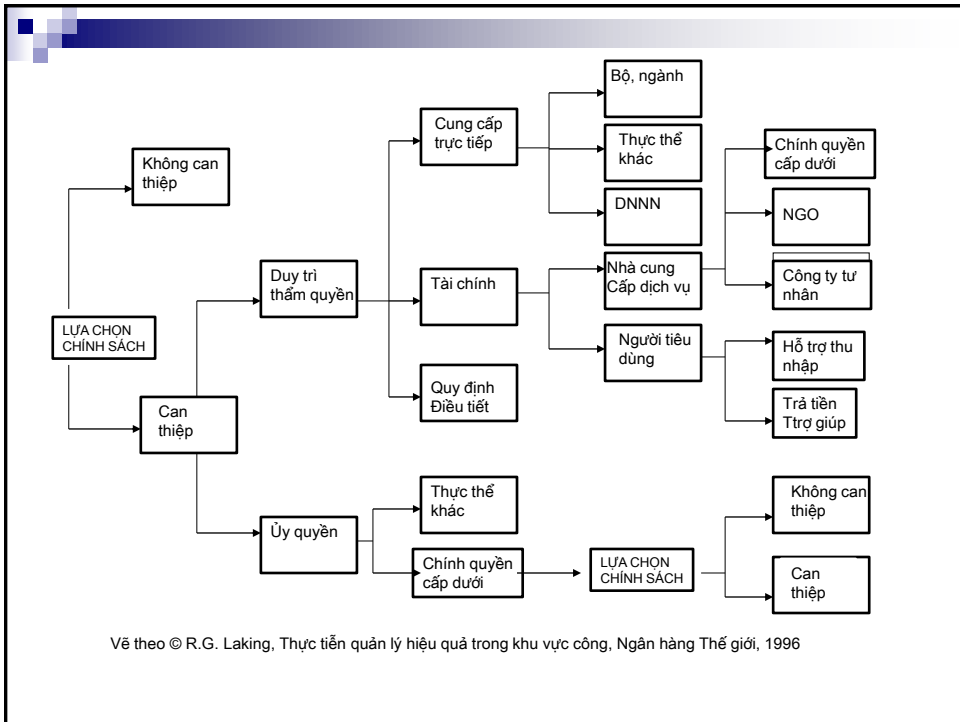 Không can
thiệp
LỰA CHỌN
CHÍNH SÁCH
Can
thiệp
Duy trì
thẩm quyền
Ủy quyền
Cung cấp
trực tiếp
Tài chính
Quy định
Điều tiết
Thực thể
khác
Chính quyền
cấp dưới
Bộ, ngành
Thực thể
khác
DNNN
Nhà cung
Cấp dịch vụ
Người tiêu
dùng
LỰA CHỌN
CHÍNH SÁCH
Chính quyền
cấp dưới
NGO
Công ty tư
nhân
Hỗ trợ thu
nhập
Trả tiền
Ttrợ giúp
Không can
thiệp
Can
thiệp
Vẽ theo © R.G. Laking, Thực tiễn quản lý hiệu quả trong khu vực công, Ngân hàng Thế giới, 1996